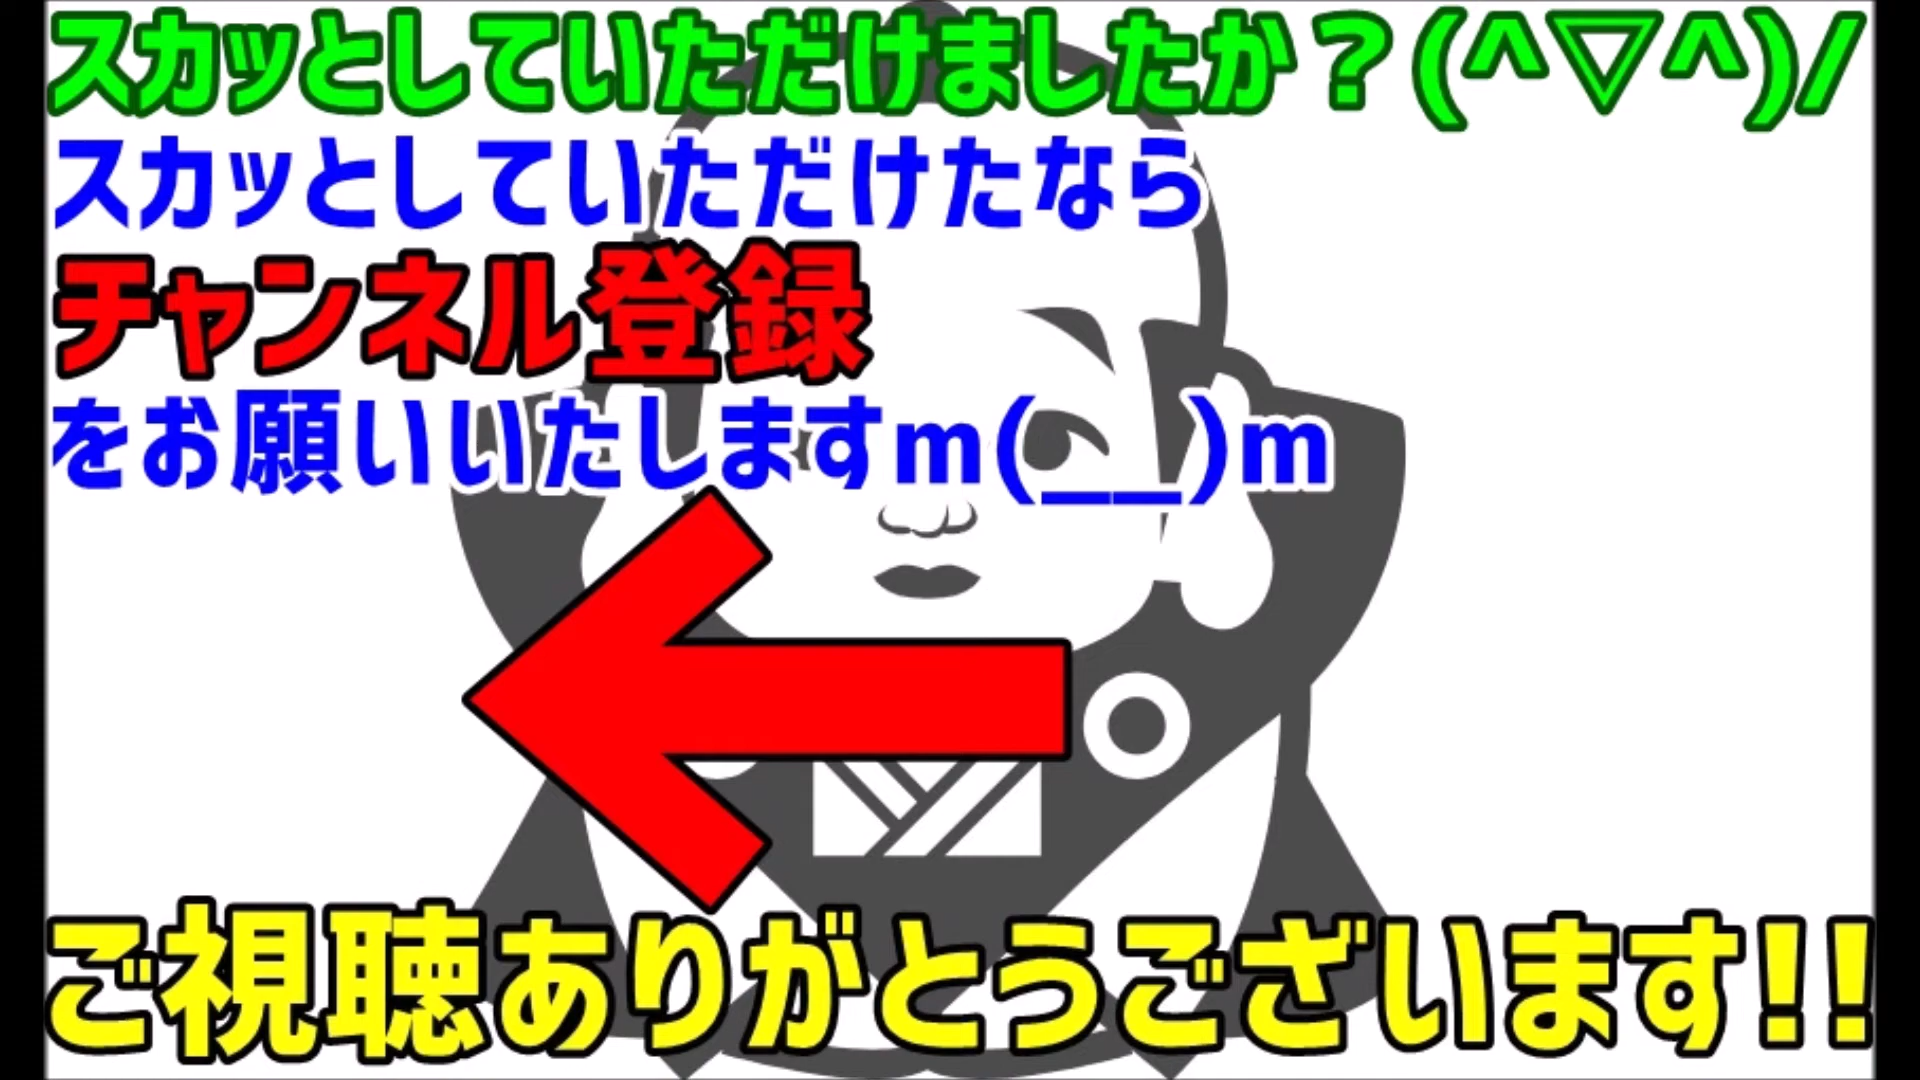 スカッとしていただけましたか？(^▽^)/
スカッとしていただけたなら
チャンネル登録
をお願いいたしますm(__)m
ご視聴ありがとうございます!!